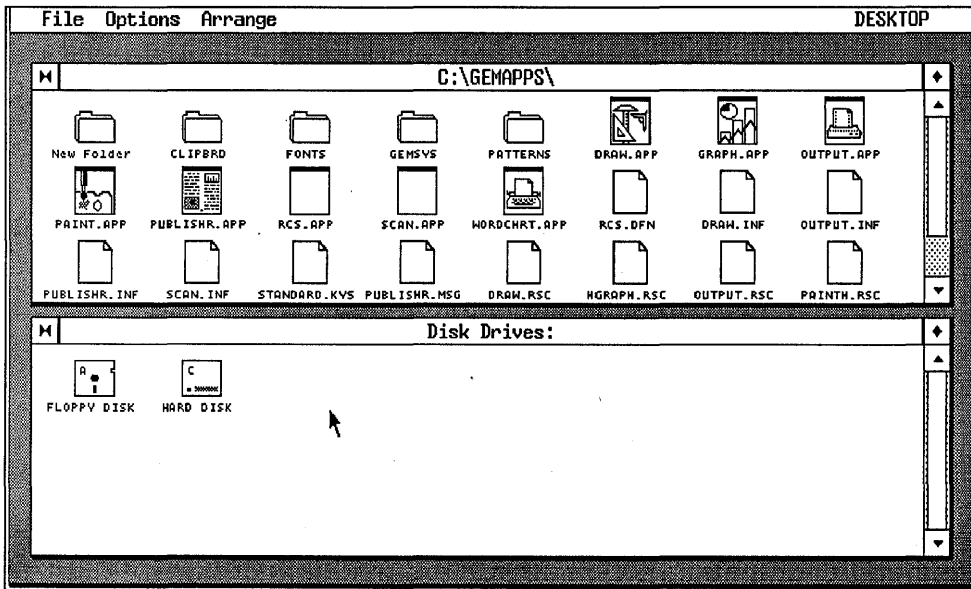 File Options Arrange DESKTOP
C:\GEMAPPS\
New Folder CLIPBRD FONTS GEMSYS PATTERNS DRAW.APP GRAPH.APP OUTPUT.APP
PAINT.APP PUBLISHR.APP RCS.APP SCAN.APP WORDCHRT.APP RCS.DFN DRAW.INF OUTPUT.INF
PUBLISHR.INF SCAN.INF STANDARD.KYS PUBLISHR.MSG DRAW.RSC HGRAPH.RSC OUTPUT.RSC PAINTH.RSC
Disk Drives:
A C
FLOPPY DISK HARD DISK